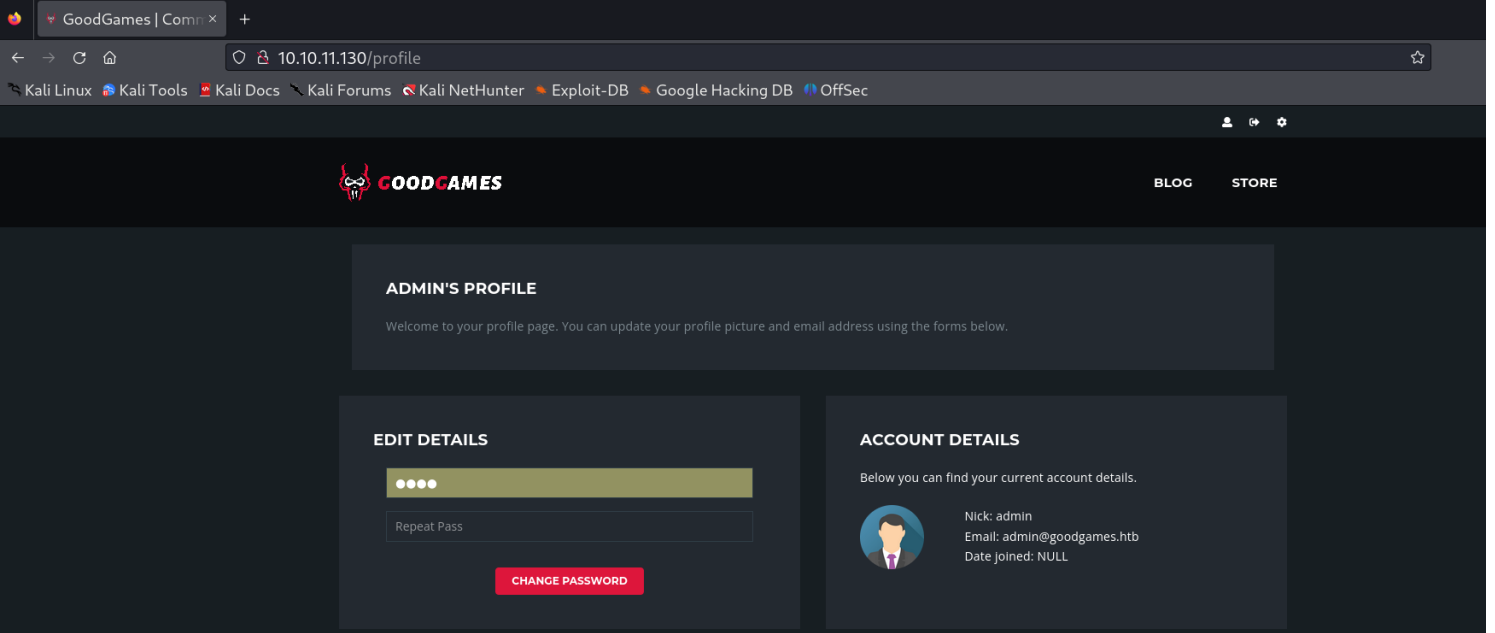 GoodGames | Comm
10.10.11.130/profile
Kali Linux Kali Tools Kali Docs Kali Forums Kali NetHunter Exploit-DB Google Hacking DB OffSec
GOODGAMES
BLOG STORE
ADMIN'S PROFILE
Welcome to your profile page. You can update your profile picture and email address using the forms below.
EDIT DETAILS
Repeat Pass
CHANGE PASSWORD
ACCOUNT DETAILS
Below you can find your current account details.
Nick: admin
Email: admin@goodgames.htb
Date joined: NULL